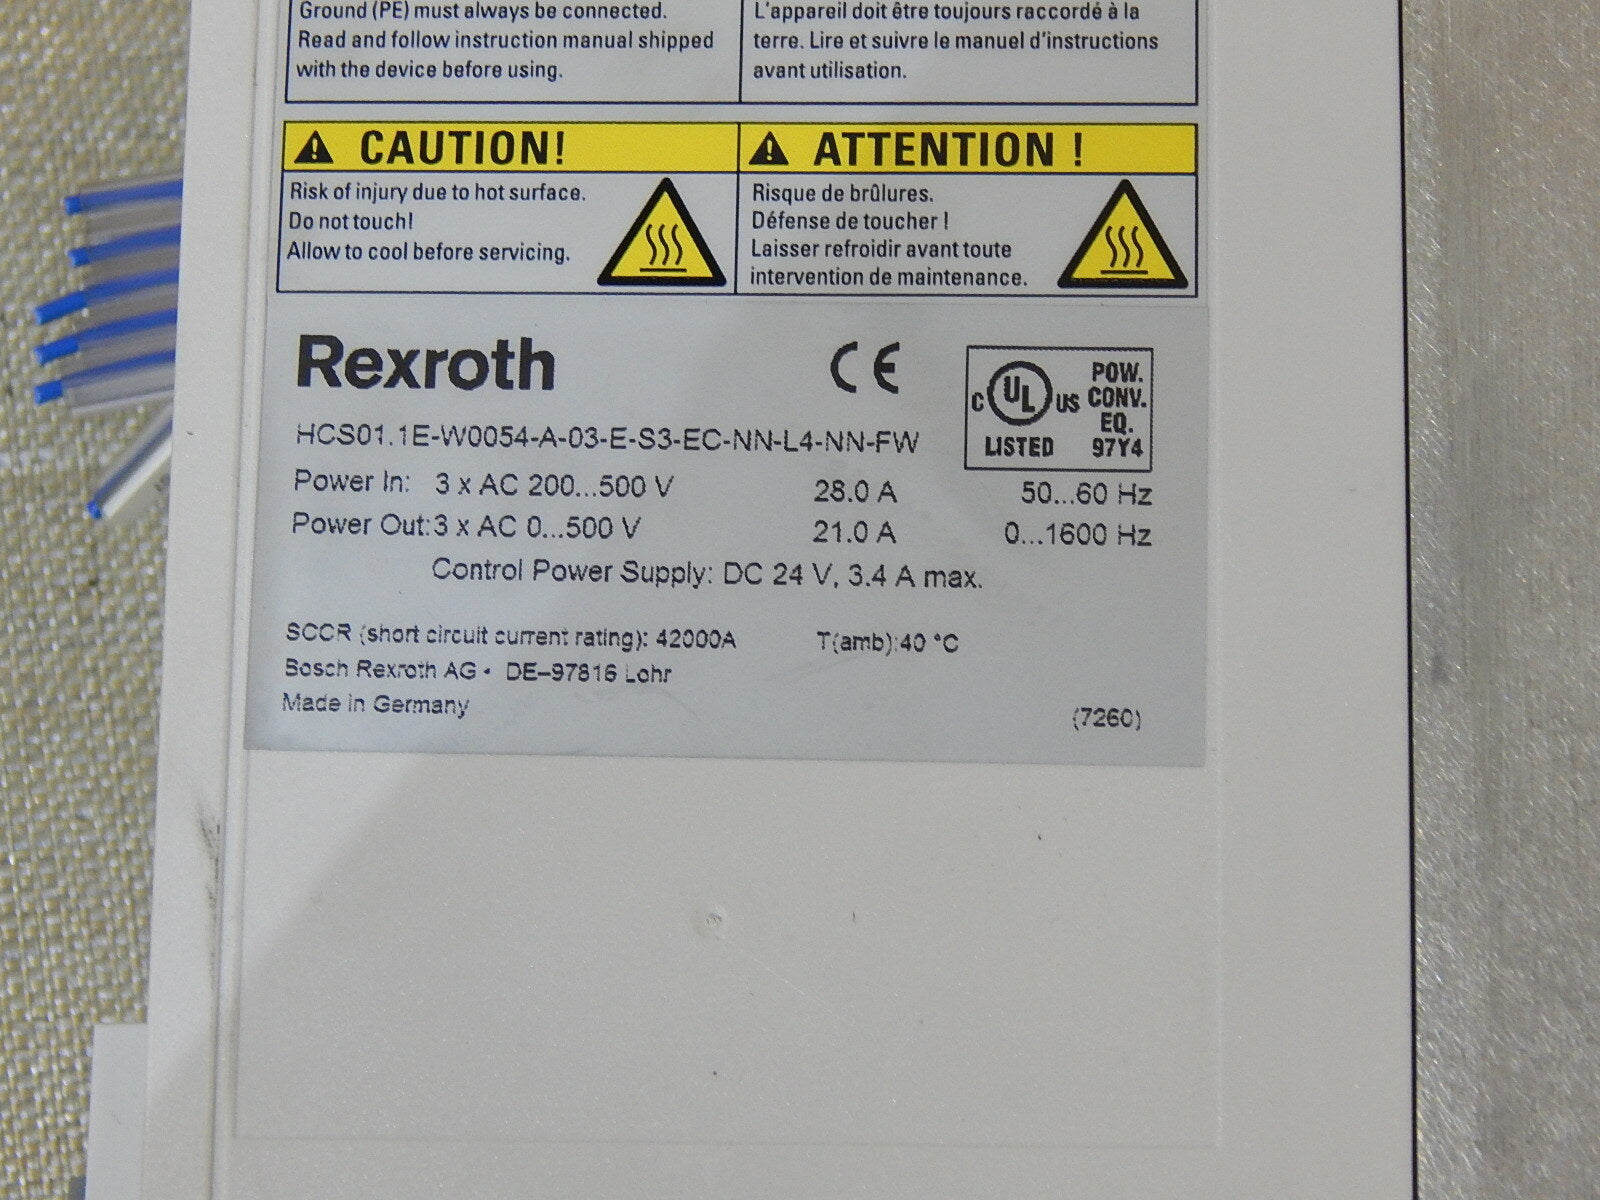 Ground (PE) must always be connected.
Read and follow instruction manual shipped
with the device before using.
L'appareil doit être toujours raccordé à la
terre. Lire et suivre le manuel d'instructions
avant utilisation.
CAUTION!
Risk of injury due to hot surface.
Do not touch!
Allow to cool before servicing.
ATTENTION !
Risque de brûlures.
Défense de toucher !
Laisser refroidir avant toute
intervention de maintenance.
Rexroth
CE
C UL US
LISTED
POW.
CONV.
EQ.
97Y4
HCS01.1E-W0054-A-03-E-S3-EC-NN-L4-NN-FW
Power In: 3 x AC 200...500 V 28.0 A 50...60 Hz
Power Out: 3 x AC 0...500 V 21.0 A 0...1600 Hz
Control Power Supply: DC 24 V, 3.4 A max.
SCCR (short circuit current rating): 42000A T(amb):40 °C
Bosch Rexroth AG • DE–97816 Lohr
Made in Germany
(7260)